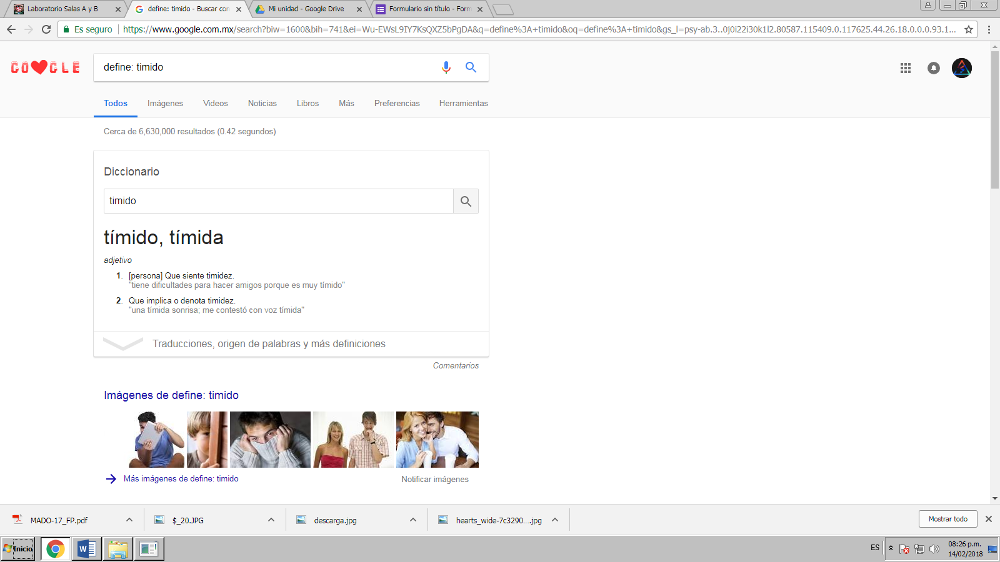 Laboratorio Salas A y B
define: timido - Buscar con
Mi unidad - Google Drive
Formulario sin título - Form
Es seguro
https://www.google.com.mx/search?biw=1600&bih=741&ei=Wu-EWsL9IY7KsQXZ5bPgDA&q=define%3A+timido&oq=define%3A+timido&gs_l=psy-ab.3..0j0i22i30k1l2.80587.115409.0.117625.44.26.18.0.0.0.93.1...
GOOGLE
define: timido
Todos
Imágenes
Videos
Noticias
Libros
Más
Preferencias
Herramientas
Cerca de 6,630,000 resultados (0.42 segundos)
Diccionario
timido
tímido, tímida
adjetivo
1. [persona] Que siente timidez.
"tiene dificultades para hacer amigos porque es muy tímido"
2. Que implica o denota timidez.
"una tímida sonrisa; me contestó con voz tímida"
Traducciones, origen de palabras y más definiciones
Comentarios
Imágenes de define: timido
Más imágenes de define: timido
Notificar imágenes
MADO-17_FP.pdf
$_20.JPG
descarga.jpg
hearts_wide-7c3290....jpg
Mostrar todo
Inicio
ES
08:26 p.m.
14/02/2018